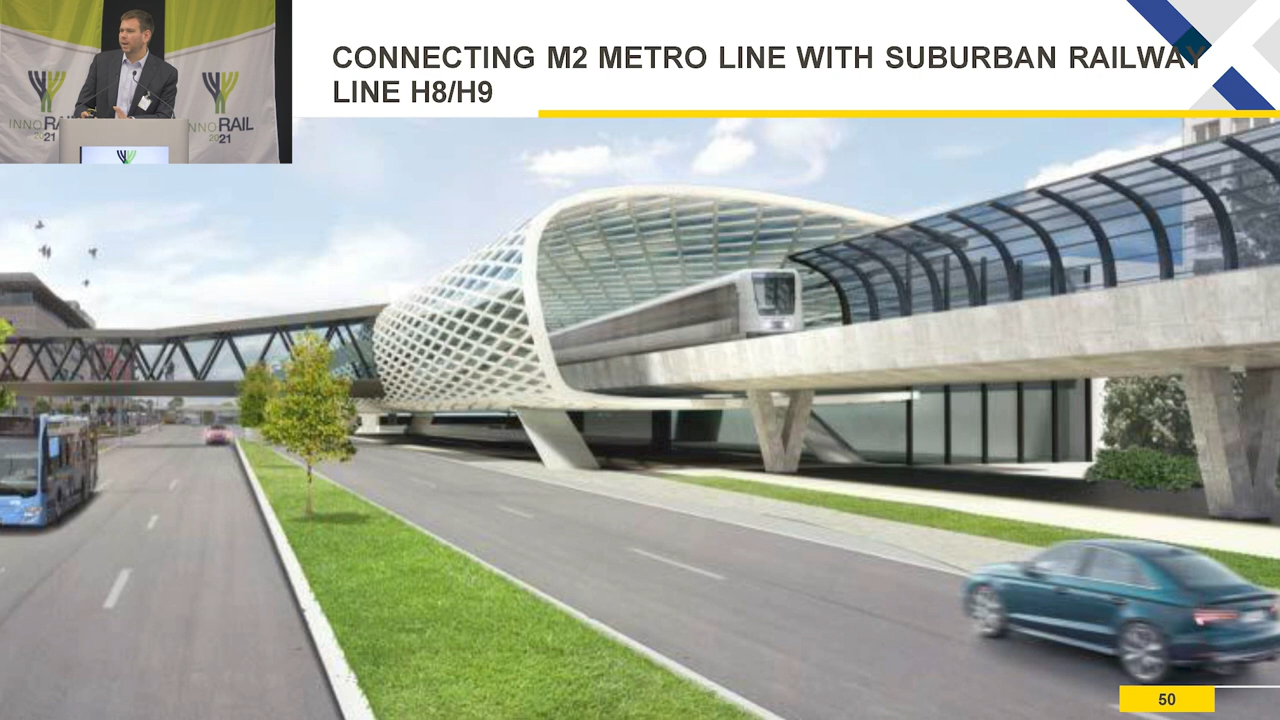 CONNECTING M2 METRO LINE WITH SUBURBAN RAILWAY
LINE H8/H9
INNORAIL
2021
INNORAIL
2021
50